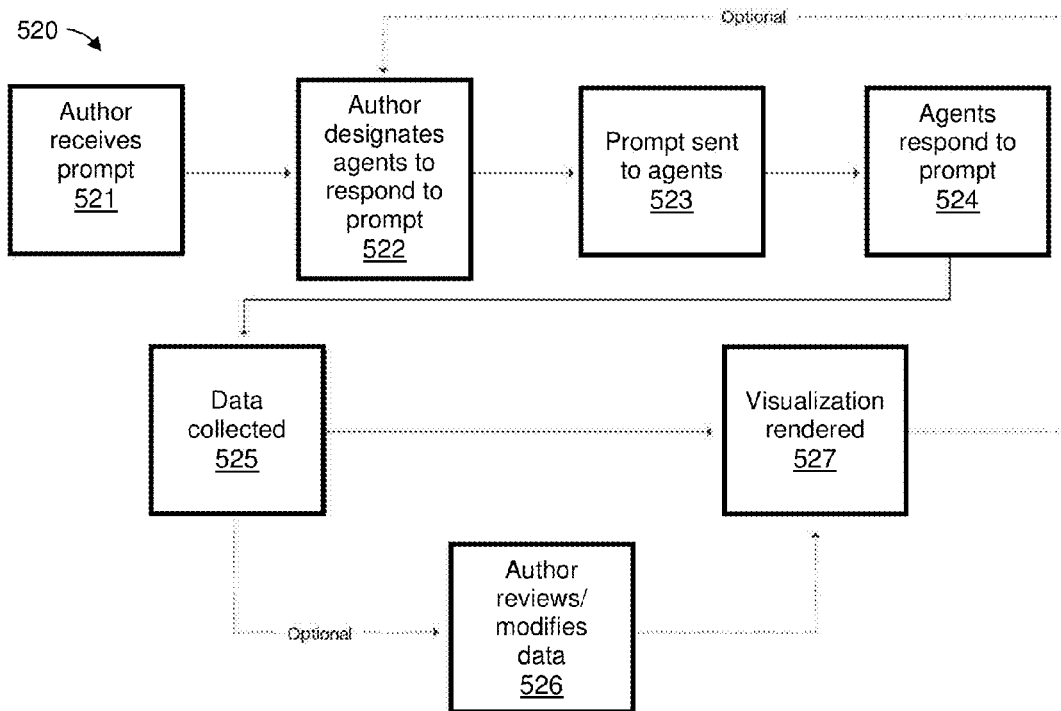 Optional
520
Author
receives
prompt
521
Author
designates
agents to
respond to
prompt
522
Prompt sent
to agents
523
Agents
respond to
prompt
524
Data
collected
525
Visualization
rendered
527
Optional
Author
reviews/
modifies
data
526